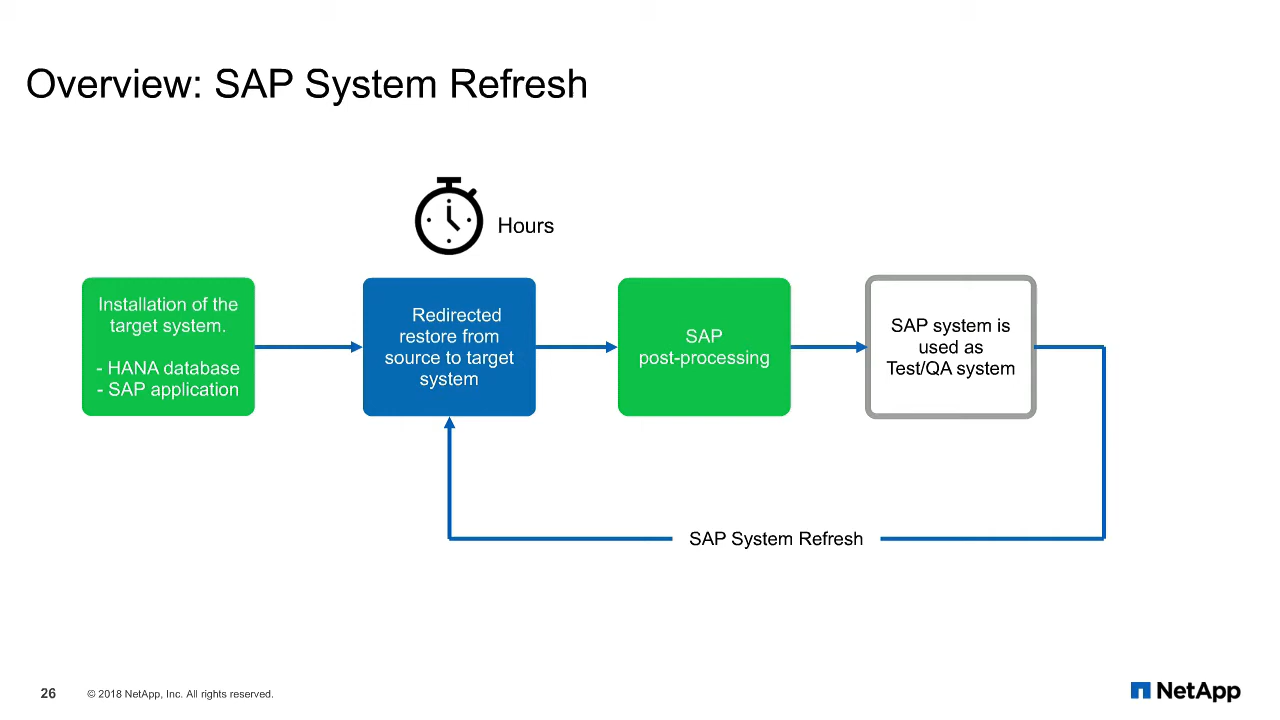 Overview: SAP System Refresh
Hours
Installation of the
target system.
- HANA database
- SAP application
Redirected
restore from
source to target
system
SAP
post-processing
SAP system is
used as
Test/QA system
SAP System Refresh
26
© 2018 NetApp, Inc. All rights reserved.
NetApp